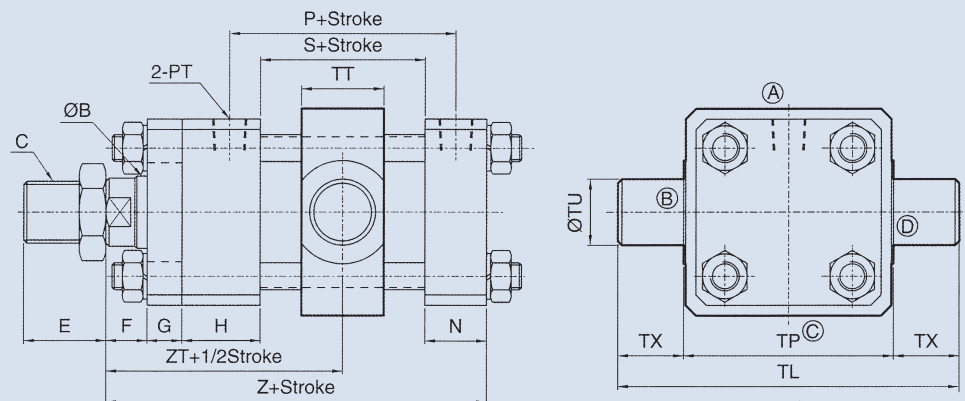 P+Stroke
S+Stroke
TT
2-PT
ØB
C
E
F
G
H
N
ZT+1/2Stroke
Z+Stroke
Ⓐ
Ⓑ
ØTU
Ⓓ
Ⓒ
TX
TP
TX
TL